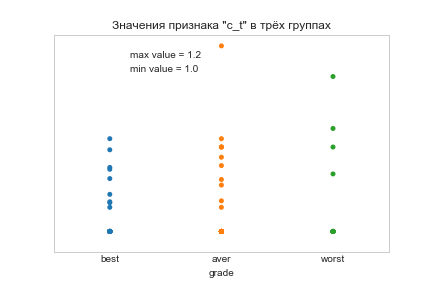 Значения признака "c_t" в трёх группах
max value = 1.2
min value = 1.0
best aver worst
grade